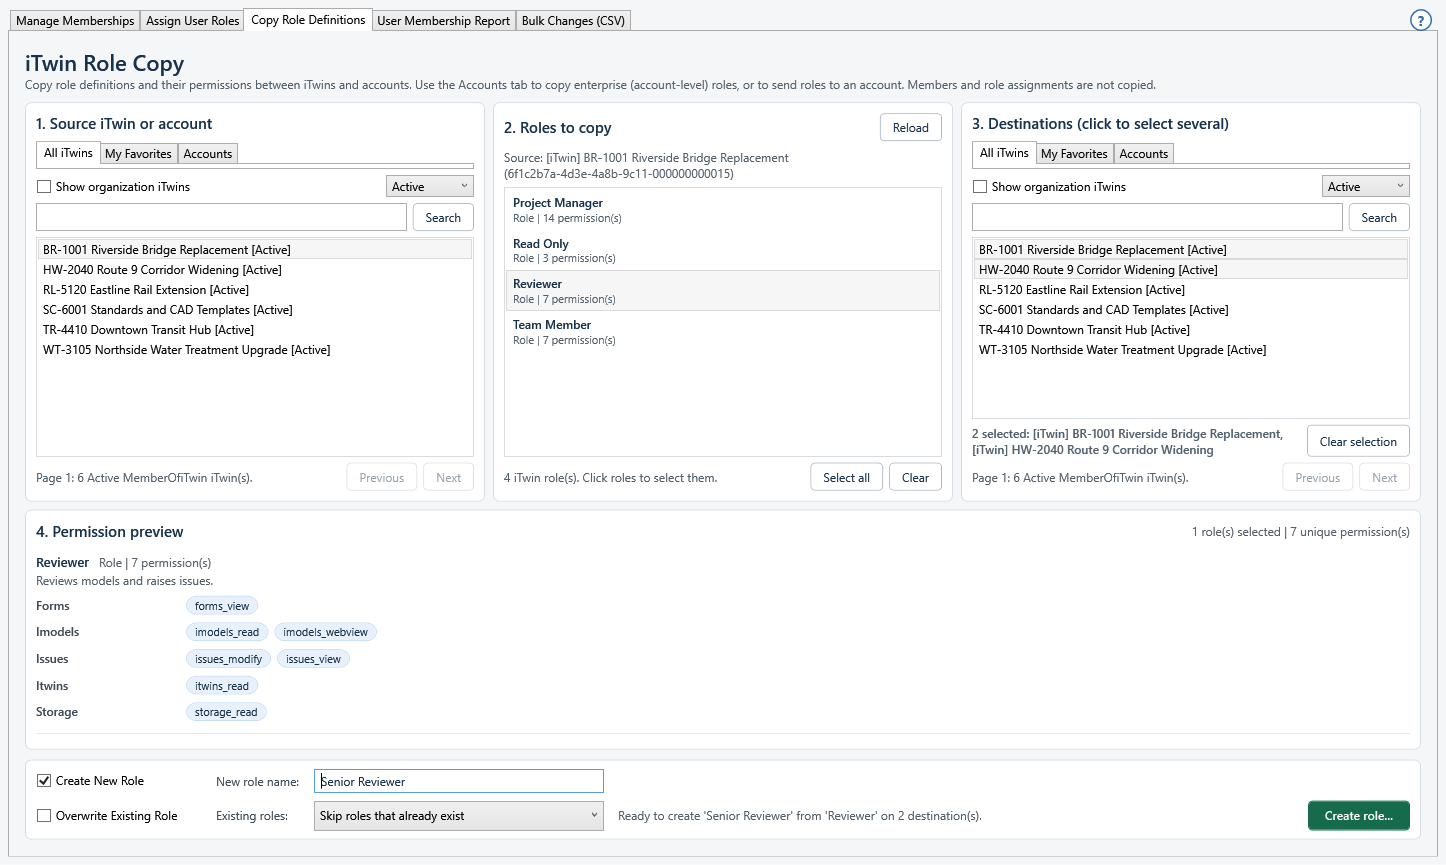 Manage Memberships
Assign User Roles
Copy Role Definitions
User Membership Report
Bulk Changes (CSV)
?
iTwin Role Copy
Copy role definitions and their permissions between iTwins and accounts. Use the Accounts tab to copy enterprise (account-level) roles, or to send roles to an account. Members and role assignments are not copied.
1. Source iTwin or account
All iTwins
My Favorites
Accounts
Show organization iTwins
Active
Search
BR-1001 Riverside Bridge Replacement [Active]
HW-2040 Route 9 Corridor Widening [Active]
RL-5120 Eastline Rail Extension [Active]
SC-6001 Standards and CAD Templates [Active]
TR-4410 Downtown Transit Hub [Active]
WT-3105 Northside Water Treatment Upgrade [Active]
Page 1: 6 Active MemberOfiTwin iTwin(s).
Previous
Next
2. Roles to copy
Reload
Source: [iTwin] BR-1001 Riverside Bridge Replacement
(6f1c2b7a-4d3e-4a8b-9c11-000000000015)
Project Manager
Role | 14 permission(s)
Read Only
Role | 3 permission(s)
Reviewer
Role | 7 permission(s)
Team Member
Role | 7 permission(s)
4 iTwin role(s). Click roles to select them.
Select all
Clear
3. Destinations (click to select several)
All iTwins
My Favorites
Accounts
Show organization iTwins
Active
Search
BR-1001 Riverside Bridge Replacement [Active]
HW-2040 Route 9 Corridor Widening [Active]
RL-5120 Eastline Rail Extension [Active]
SC-6001 Standards and CAD Templates [Active]
TR-4410 Downtown Transit Hub [Active]
WT-3105 Northside Water Treatment Upgrade [Active]
2 selected: [iTwin] BR-1001 Riverside Bridge Replacement,
[iTwin] HW-2040 Route 9 Corridor Widening
Clear selection
Page 1: 6 Active MemberOfiTwin iTwin(s).
Previous
Next
4. Permission preview
1 role(s) selected | 7 unique permission(s)
Reviewer Role | 7 permission(s)
Reviews models and raises issues.
Forms forms_view
Imodels imodels_read imodels_webview
Issues issues_modify issues_view
Itwins itwins_read
Storage storage_read
Create New Role
New role name: Senior Reviewer
Overwrite Existing Role
Existing roles: Skip roles that already exist
Ready to create 'Senior Reviewer' from 'Reviewer' on 2 destination(s).
Create role...